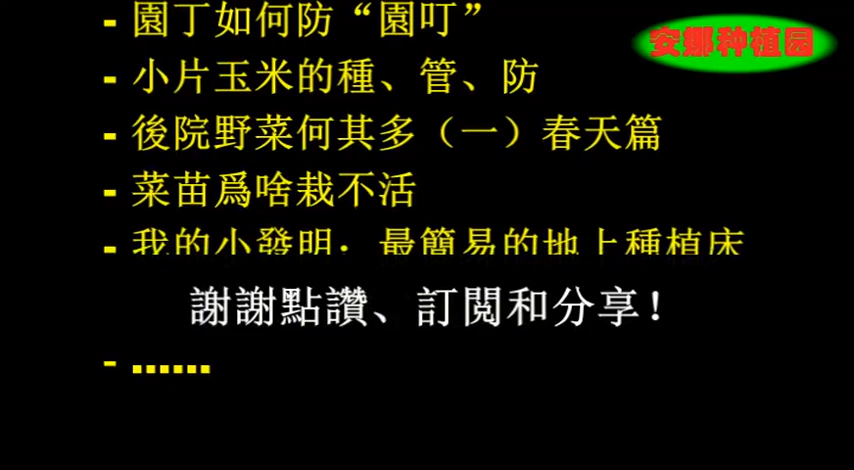 - 園丁如何防“園叮”
安娜种植园
- 小片玉米的種、管、防
- 後院野菜何其多（一）春天篇
- 菜苗爲啥栽不活
- 我的小發明：最簡易的地上種植床
謝謝點讚、訂閱和分享！
- ......